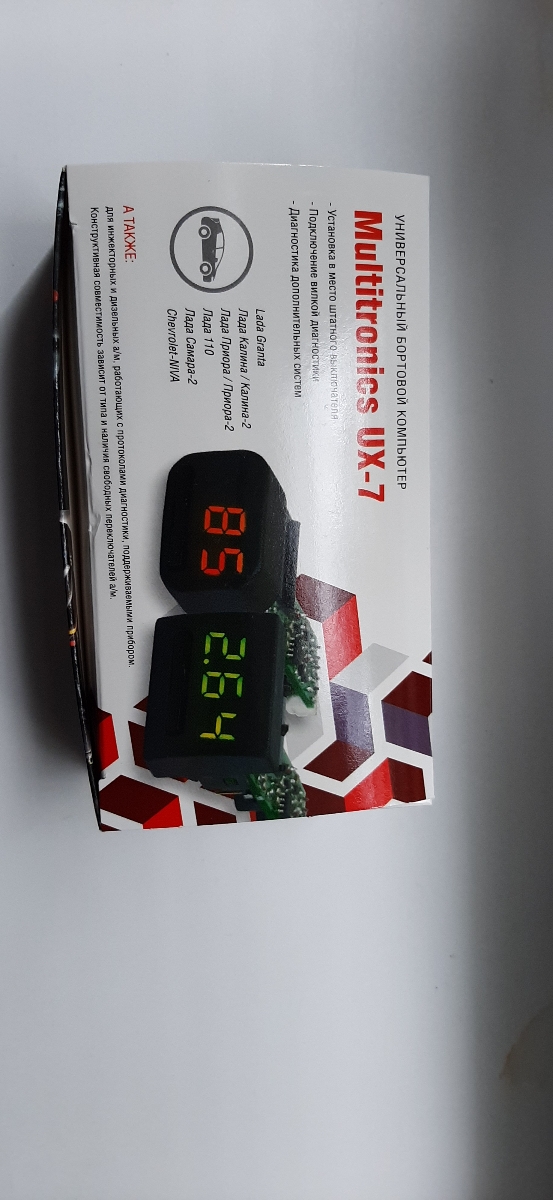 УНИВЕРСАЛЬНЫЙ БОРТОВОЙ КОМПЬЮТЕР
Multitronics UX-7
- Установка в место штатного выключателя
- Подключение вилкой диагностики
- Диагностика дополнительных систем
Lada Granta
Лада Калина / Калина-2
Лада Приора / Приора-2
Лада 110
Лада Самара-2
Chevrolet-NIVA
85
2.64
А ТАКЖЕ:
для инжекторных и дизельных а/м, работающих с протоколами диагностики, поддерживаемыми прибором.
Конструктивная совместимость зависит от типа и наличия свободных переключателей а/м.